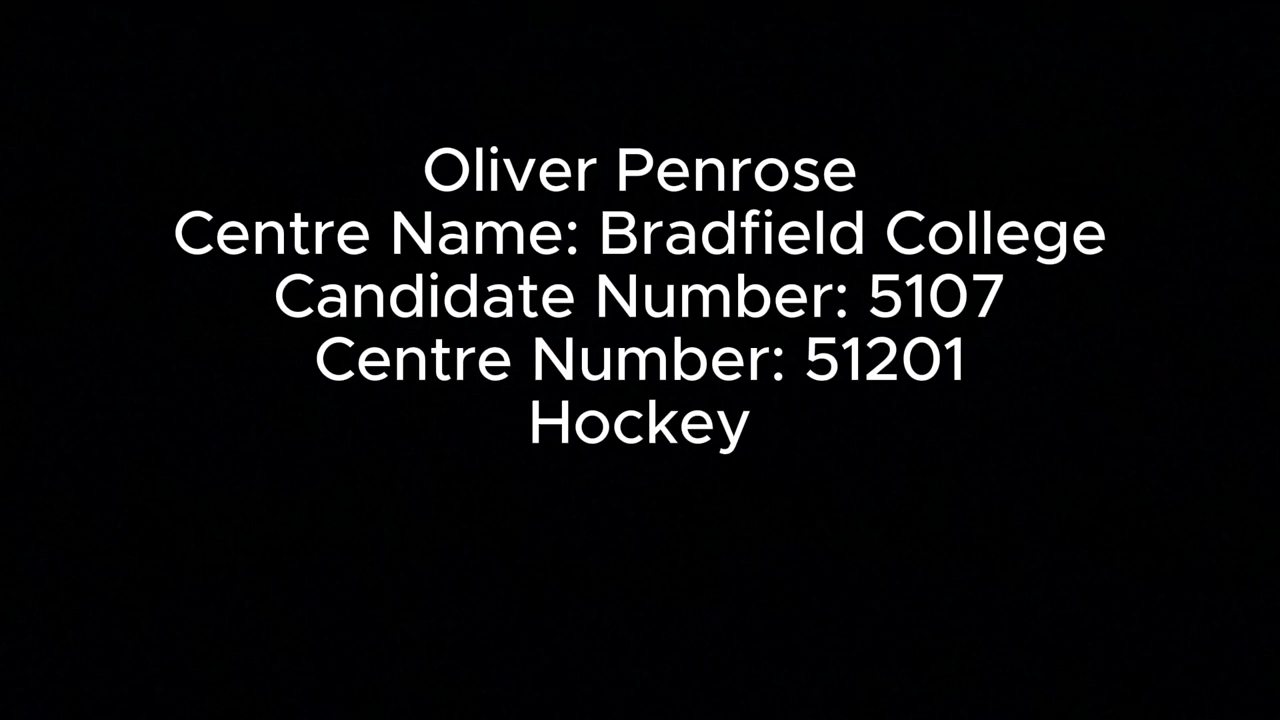 Oliver Penrose
Centre Name: Bradfield College
Candidate Number: 5107
Centre Number: 51201
Hockey